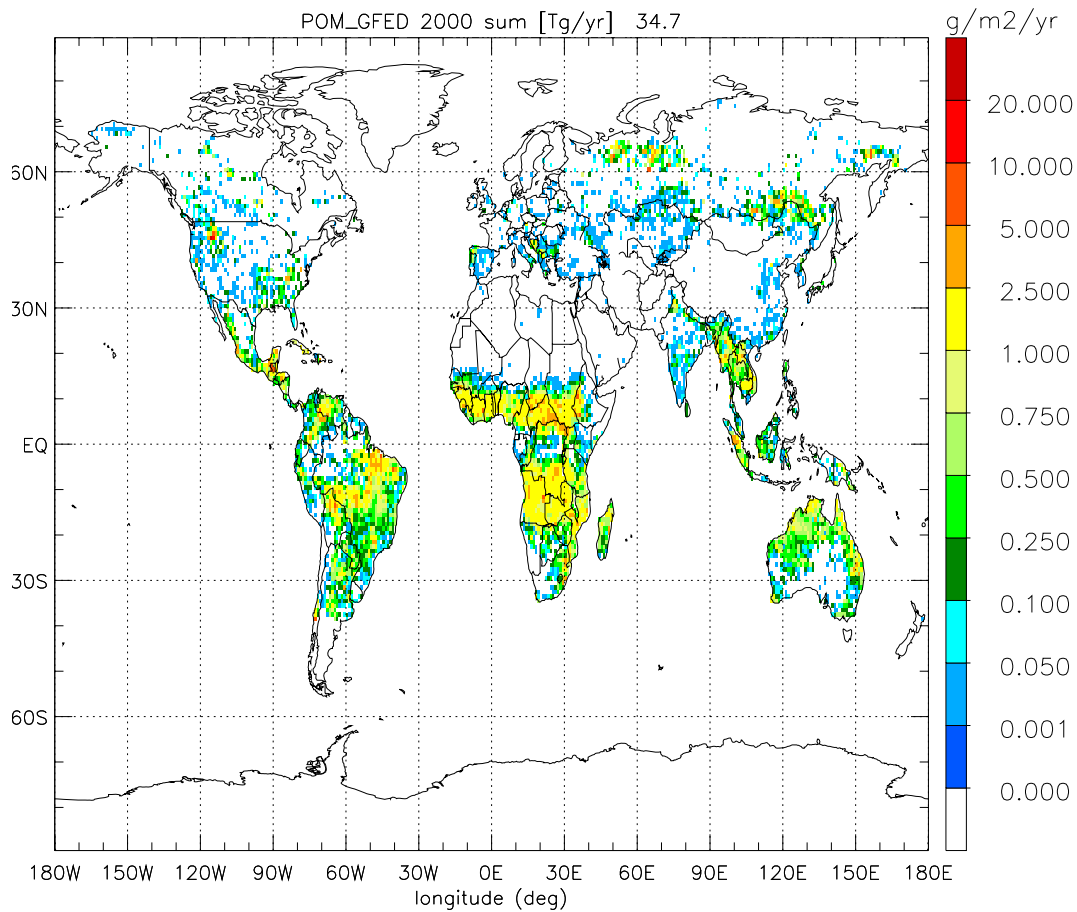 POM_GFED 2000 sum [Tg/yr] 34.7
g/m2/yr
20.000
10.000
5.000
2.500
1.000
0.750
0.500
0.250
0.100
0.050
0.001
0.000
60N
30N
EQ
30S
60S
180W 150W 120W 90W 60W 30W 0E 30E 60E 90E 120E 150E 180E
longitude (deg)